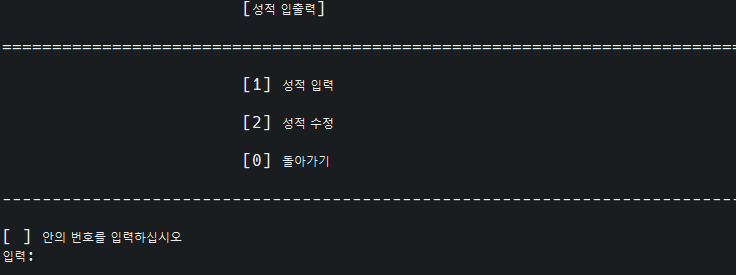 [성적 입출력]
==========================================================================
[1] 성적 입력
[2] 성적 수정
[0] 돌아가기
--------------------------------------------------------------------------
[ ] 안의 번호를 입력하십시오
입력: